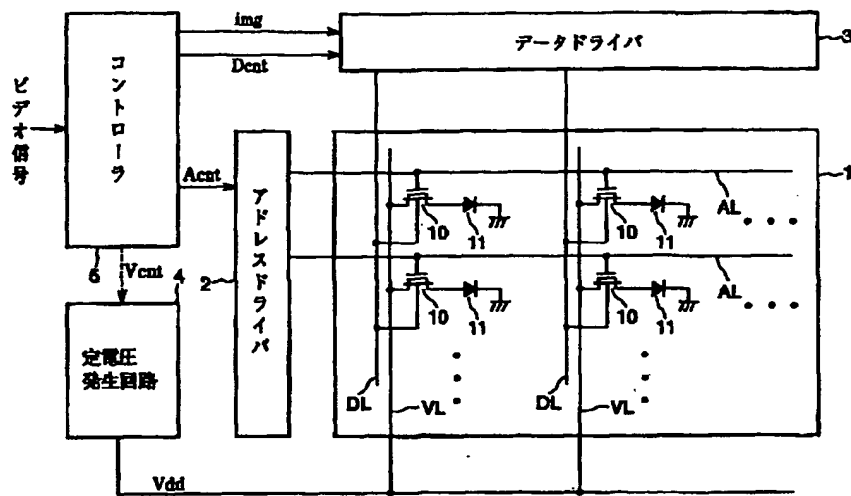 img
データドライバ
3
Dcnt
コントローラ
ビデオ信号
Acnt
アドレスドライバ
1
AL
10
11
10
11
5
Vcnt
4
2
AL
10
11
10
11
定電圧
発生回路
DL
VL
DL
VL
Vdd